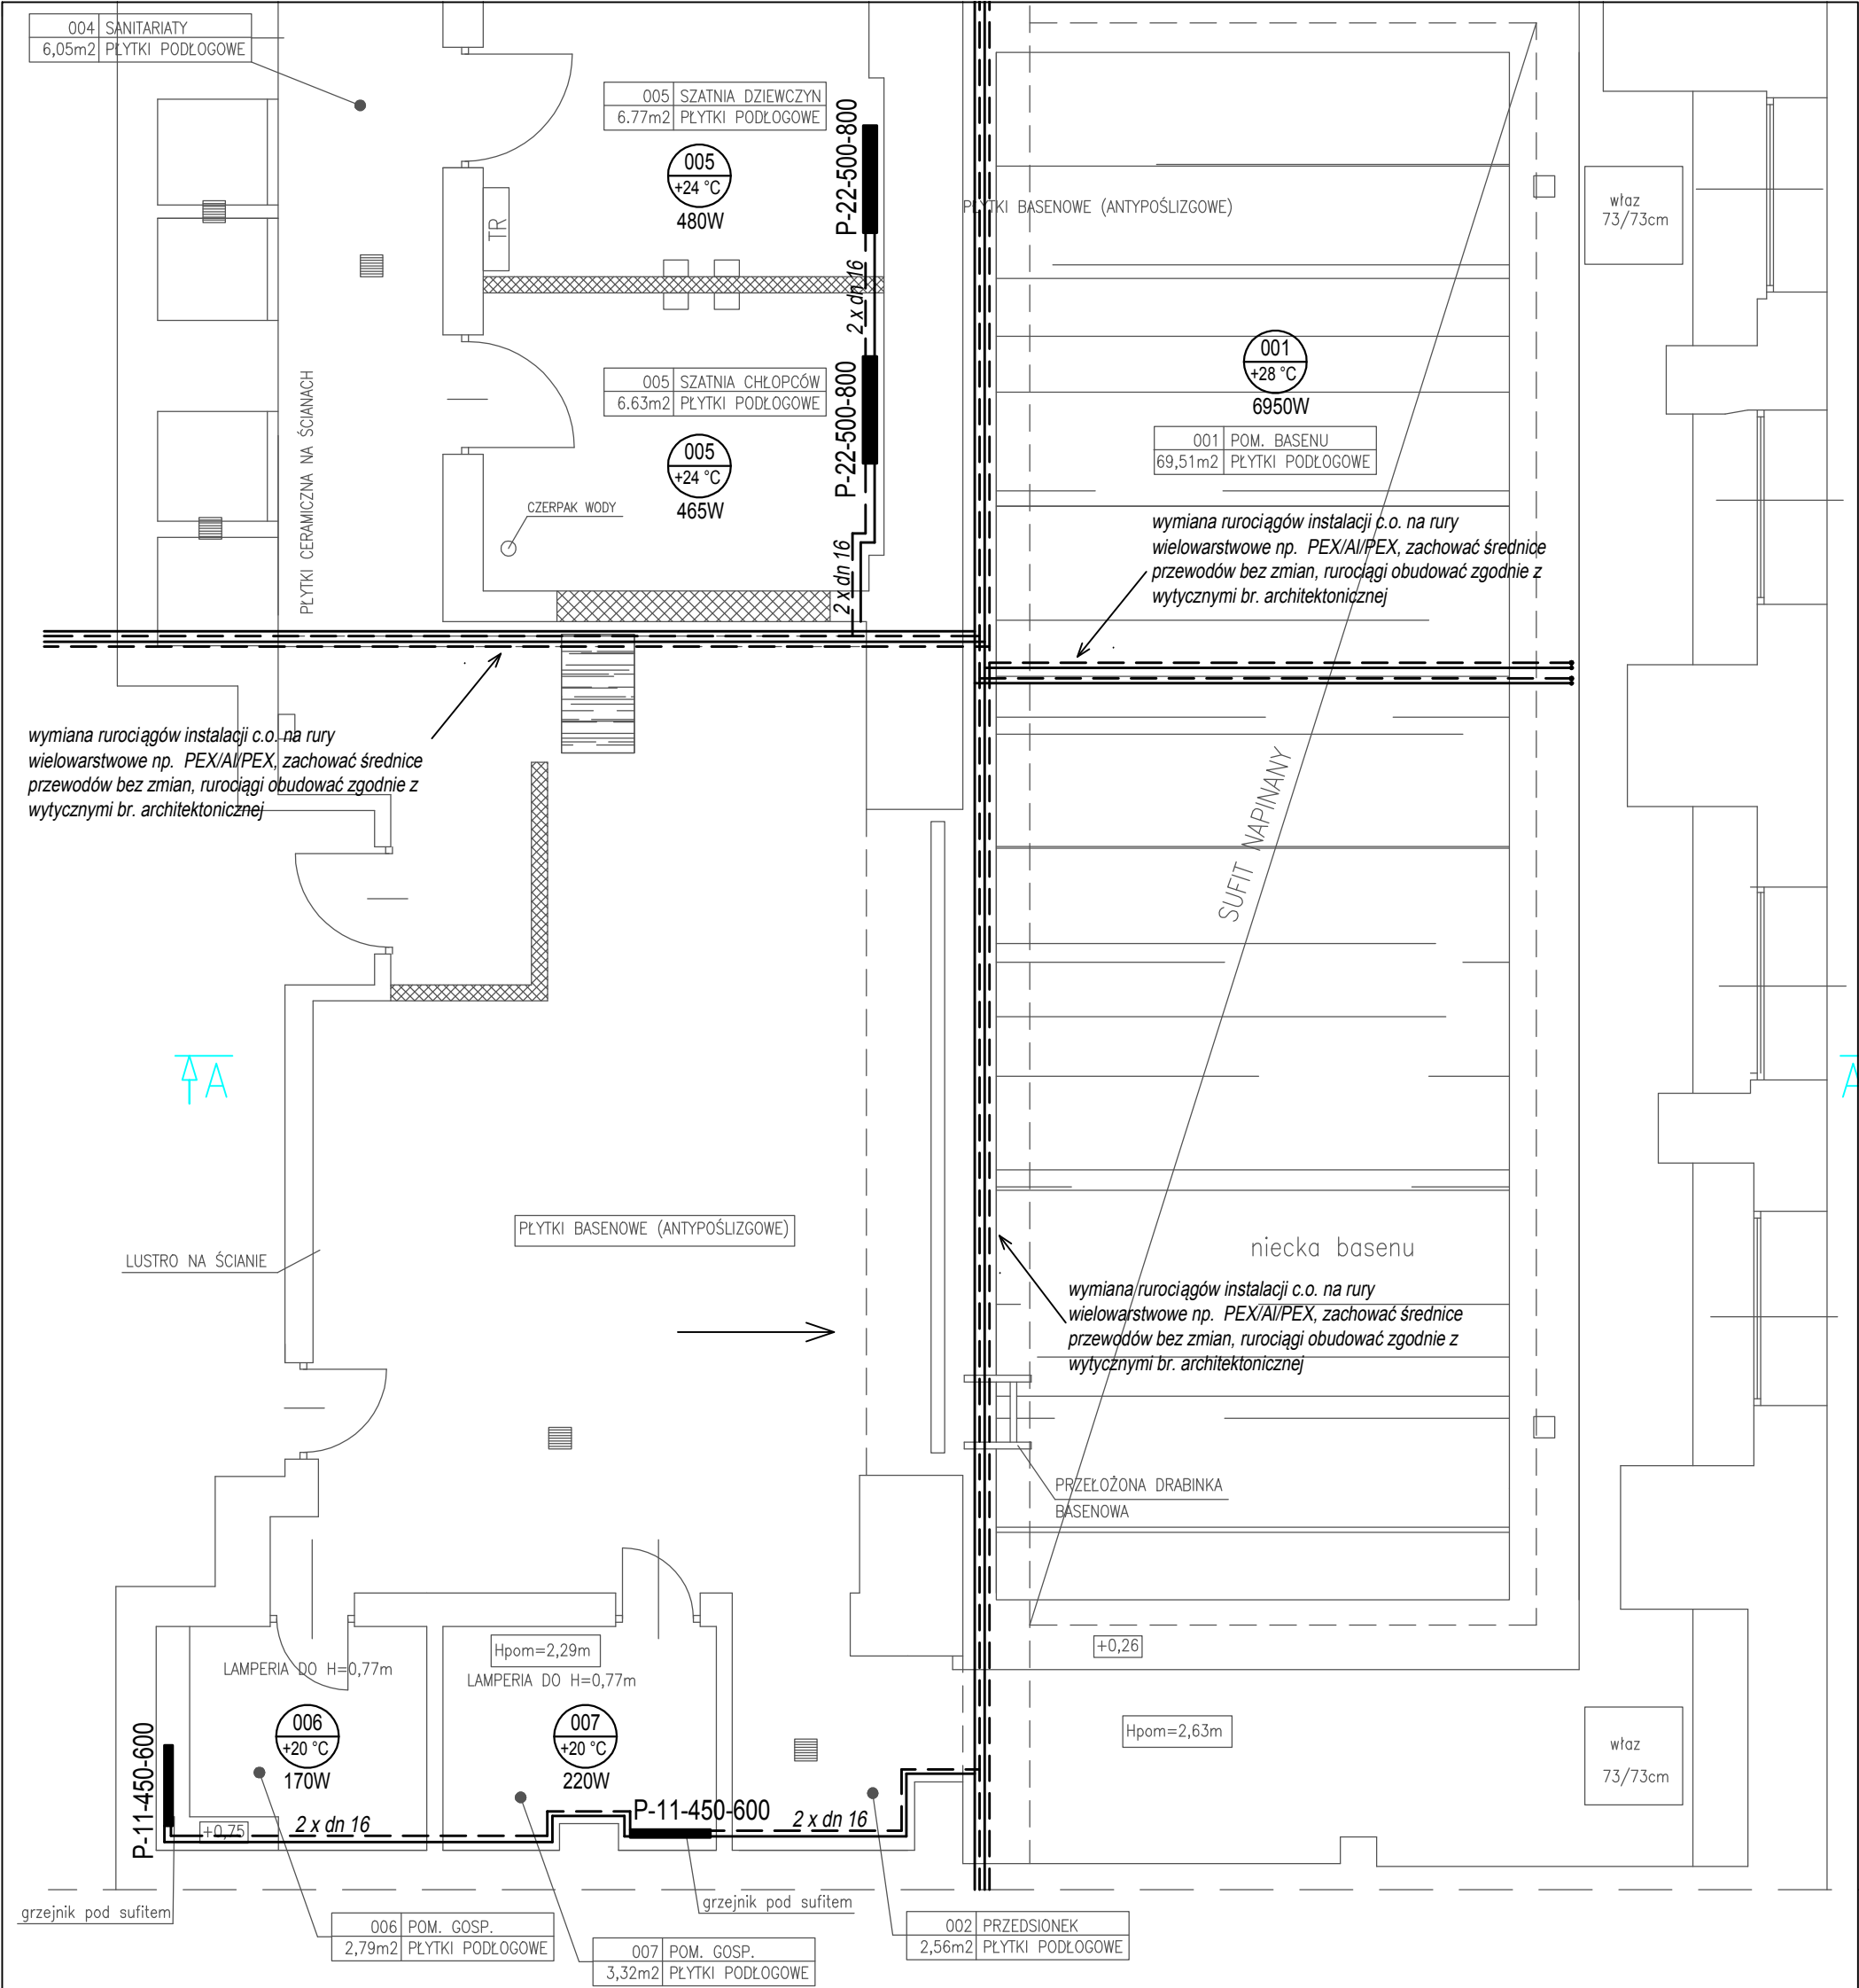 004 SANITARIATY
6,05m2 PŁYTKI PODŁOGOWE
005 SZATNIA DZIEWCZYN
6.77m2 PŁYTKI PODŁOGOWE
005
+24 °C
480W
TR
P-22-500-800
2 x dn 16
005 SZATNIA CHŁOPCÓW
6.63m2 PŁYTKI PODŁOGOWE
005
+24 °C
465W
P-22-500-800
2 x dn 16
CZERPAK WODY
PŁYTKI CERAMICZNA NA ŚCIANACH
PŁYTKI BASENOWE (ANTYPOŚLIZGOWE)
właz
73/73cm
001
+28 °C
6950W
001 POM. BASENU
69,51m2 PŁYTKI PODŁOGOWE
wymiana rurociągów instalacji c.o. na rury
wielowarstwowe np. PEX/Al/PEX, zachować średnice
przewodów bez zmian, rurociągi obudować zgodnie z
wytycznymi br. architektonicznej
wymiana rurociągów instalacji c.o. na rury
wielowarstwowe np. PEX/Al/PEX, zachować średnice
przewodów bez zmian, rurociągi obudować zgodnie z
wytycznymi br. architektonicznej
SUFIT NAPINANY
A
A
PŁYTKI BASENOWE (ANTYPOŚLIZGOWE)
LUSTRO NA ŚCIANIE
niecka basenu
wymiana rurociągów instalacji c.o. na rury
wielowarstwowe np. PEX/Al/PEX, zachować średnice
przewodów bez zmian, rurociągi obudować zgodnie z
wytycznymi br. architektonicznej
PRZEŁOŻONA DRABINKA
BASENOWA
+0,26
Hpom=2,63m
właz
73/73cm
LAMPERIA DO H=0,77m
Hpom=2,29m
LAMPERIA DO H=0,77m
006
+20 °C
170W
007
+20 °C
220W
P-11-450-600
+0,75
2 x dn 16
P-11-450-600
2 x dn 16
grzejnik pod sufitem
grzejnik pod sufitem
006 POM. GOSP.
2,79m2 PŁYTKI PODŁOGOWE
007 POM. GOSP.
3,32m2 PŁYTKI PODŁOGOWE
002 PRZEDSIONEK
2,56m2 PŁYTKI PODŁOGOWE